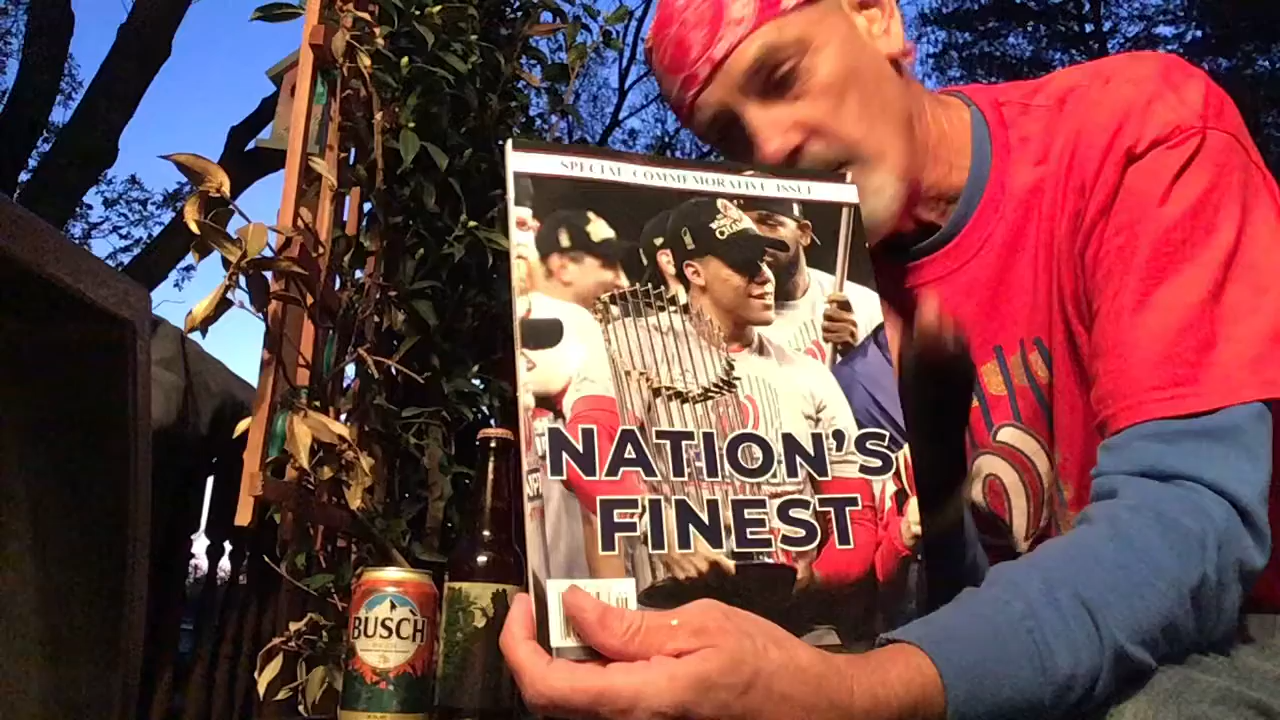 SPECIAL COMMEMORATIVE ISSUE
NATION'S
FINEST
BUSCH